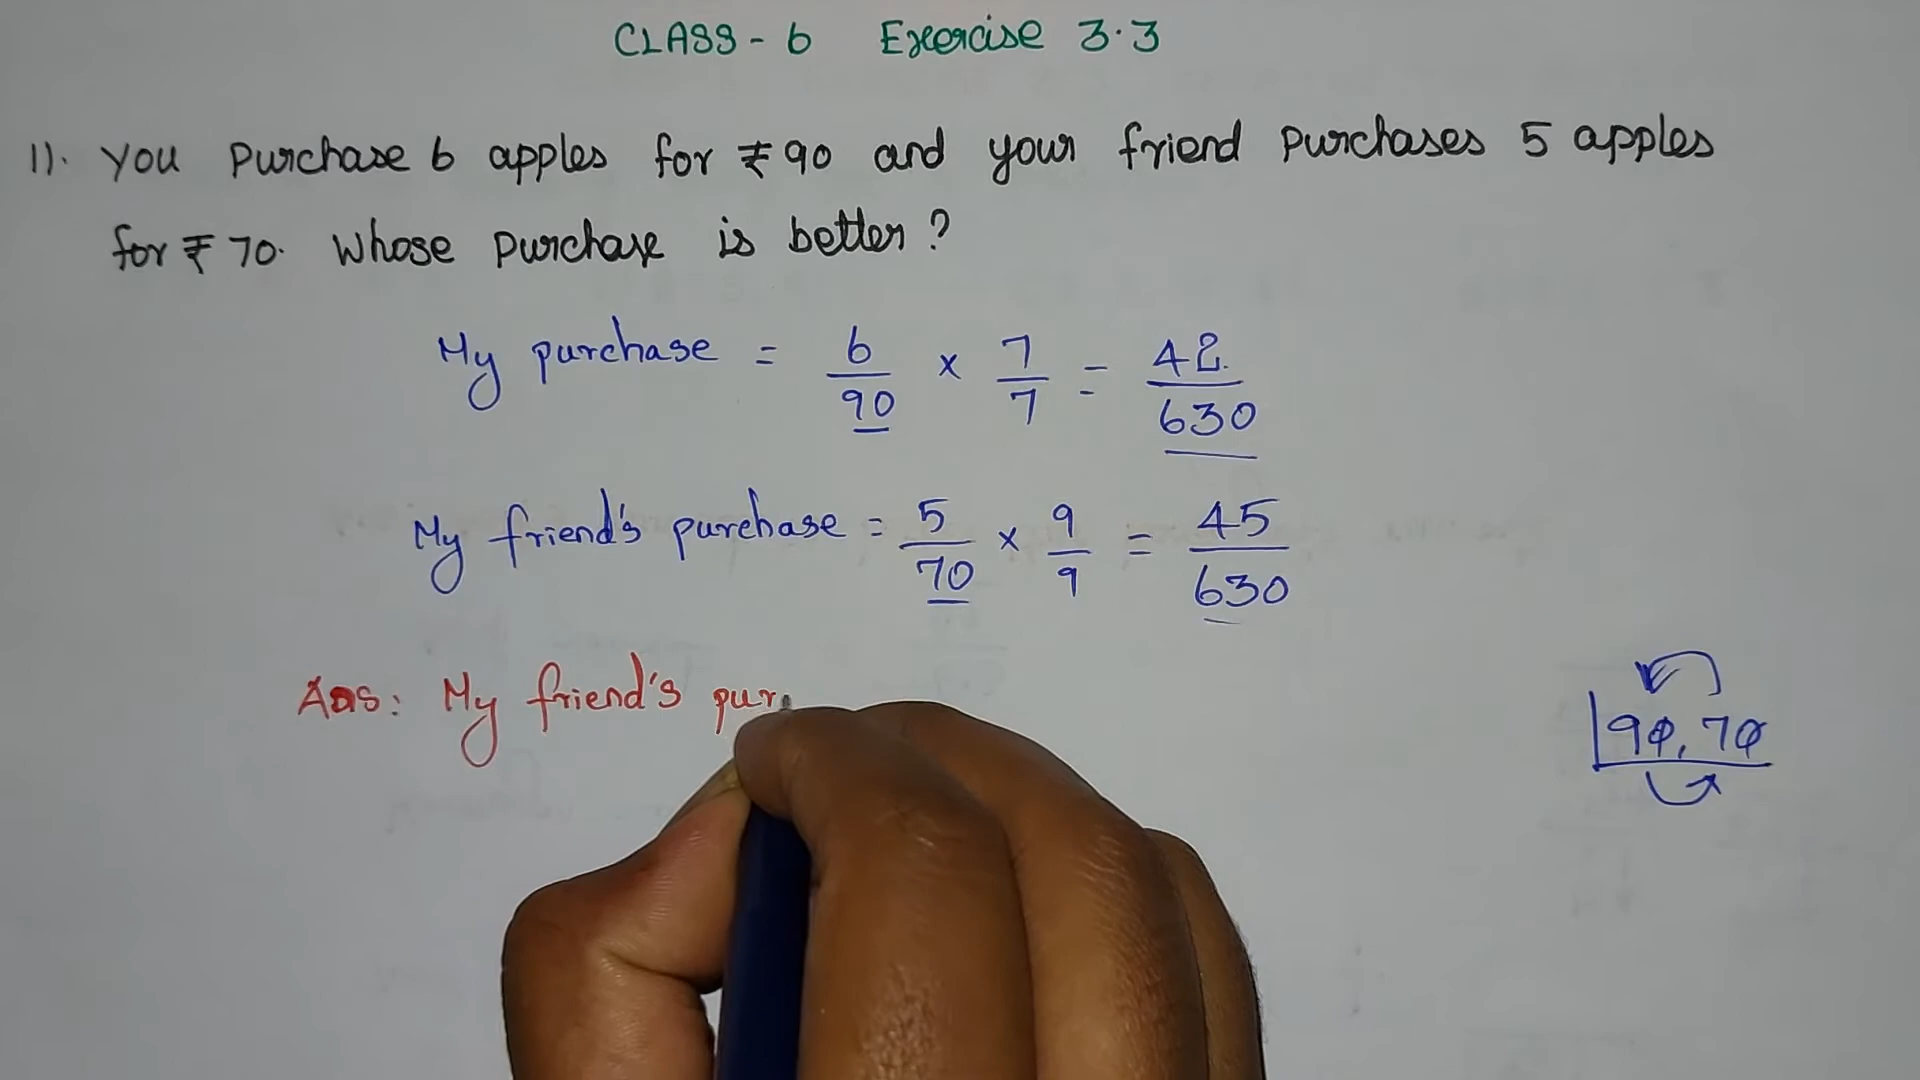 CLASS - 6 Exercise 3.3
11. You Purchase 6 apples for ₹90 and your friend Purchases 5 apples
for ₹70. Whose Purchase is better?
My purchase = 6/90 × 7/7 = 42/630
My friend's purchase = 5/70 × 9/9 = 45/630
Ans: My friend's pur
90, 70